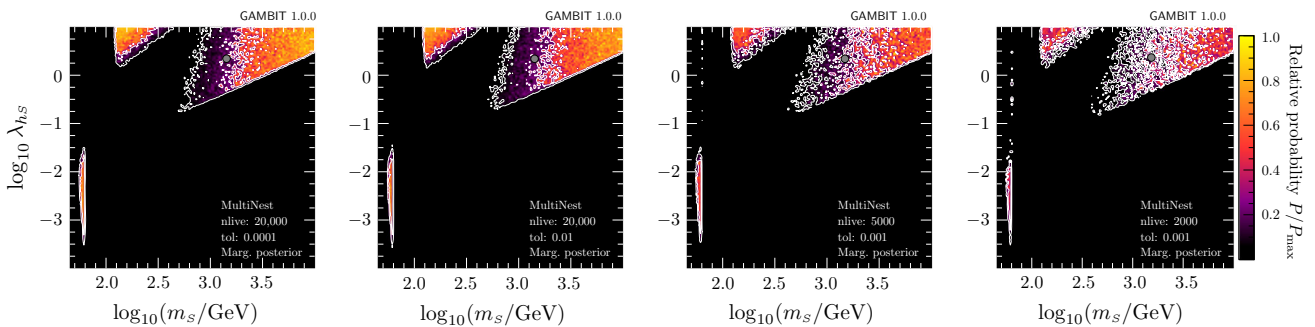 GAMBIT 1.0.0 GAMBIT 1.0.0 GAMBIT 1.0.0 GAMBIT 1.0.0
log₁₀ λₕₛ
0
−1
−2
−3
MultiNest
nlive: 20,000
tol: 0.0001
Marg. posterior
2.0 2.5 3.0 3.5
log₁₀(mₛ/GeV)
0
−1
−2
−3
MultiNest
nlive: 20,000
tol: 0.01
Marg. posterior
2.0 2.5 3.0 3.5
log₁₀(mₛ/GeV)
0
−1
−2
−3
MultiNest
nlive: 5000
tol: 0.001
Marg. posterior
2.0 2.5 3.0 3.5
log₁₀(mₛ/GeV)
0
−1
−2
−3
MultiNest
nlive: 2000
tol: 0.001
Marg. posterior
2.0 2.5 3.0 3.5
log₁₀(mₛ/GeV)
1.0
0.8
0.6
0.4
0.2
Relative probability P/Pmax